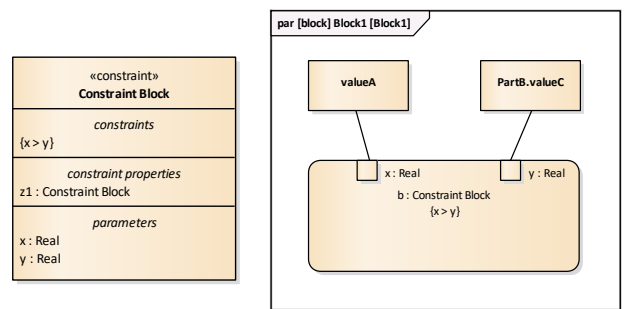 «constraint»
Constraint Block
constraints
{x > y}
constraint properties
z1 : Constraint Block
parameters
x : Real
y : Real
par [block] Block1 [Block1]
valueA
PartB.valueC
x : Real
y : Real
b : Constraint Block
{x > y}